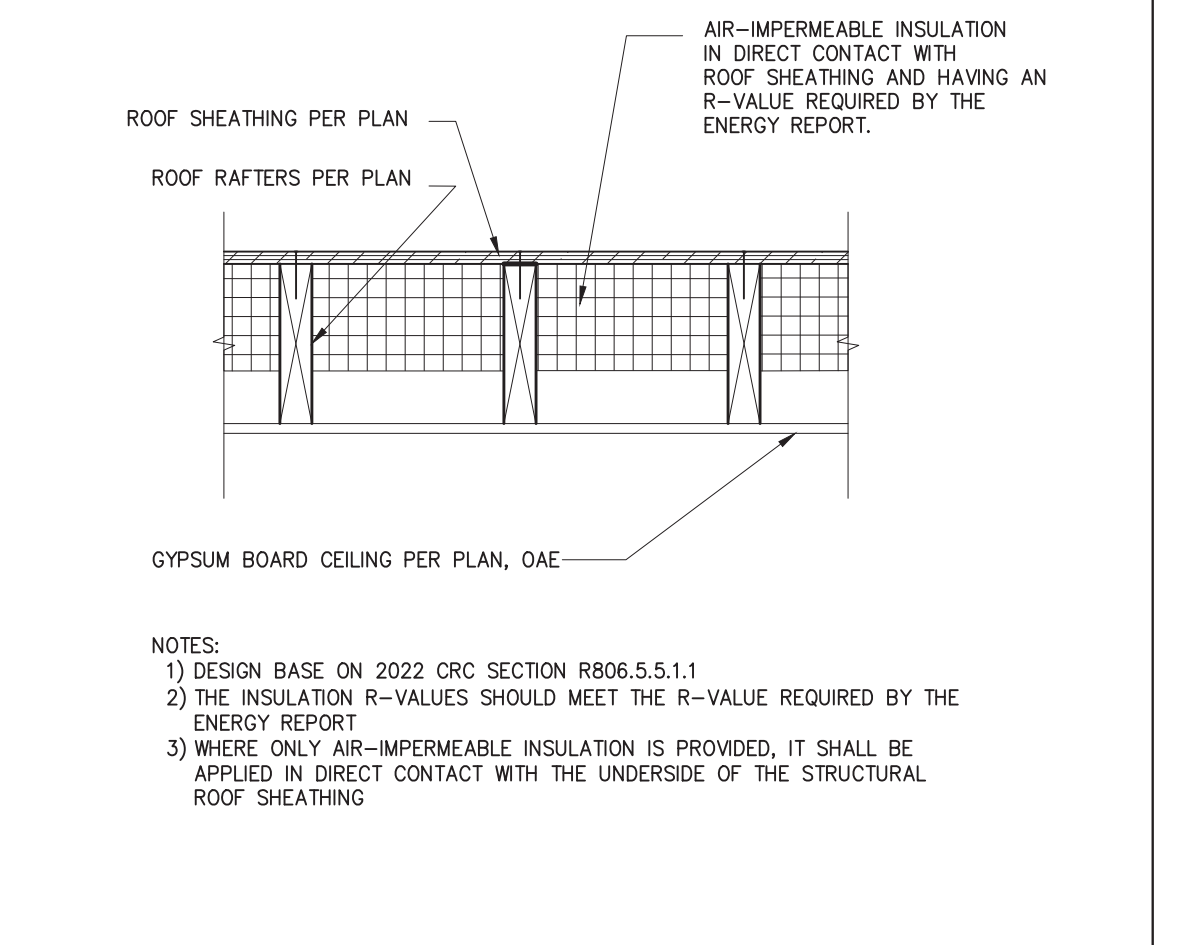 AIR-IMPERMEABLE INSULATION
IN DIRECT CONTACT WITH
ROOF SHEATHING AND HAVING AN
R-VALUE REQUIRED BY THE
ENERGY REPORT.
ROOF SHEATHING PER PLAN
ROOF RAFTERS PER PLAN
GYPSUM BOARD CEILING PER PLAN, OAE
NOTES:
1) DESIGN BASE ON 2022 CRC SECTION R806.5.5.1.1
2) THE INSULATION R-VALUES SHOULD MEET THE R-VALUE REQUIRED BY THE
ENERGY REPORT
3) WHERE ONLY AIR-IMPERMEABLE INSULATION IS PROVIDED, IT SHALL BE
APPLIED IN DIRECT CONTACT WITH THE UNDERSIDE OF THE STRUCTURAL
ROOF SHEATHING